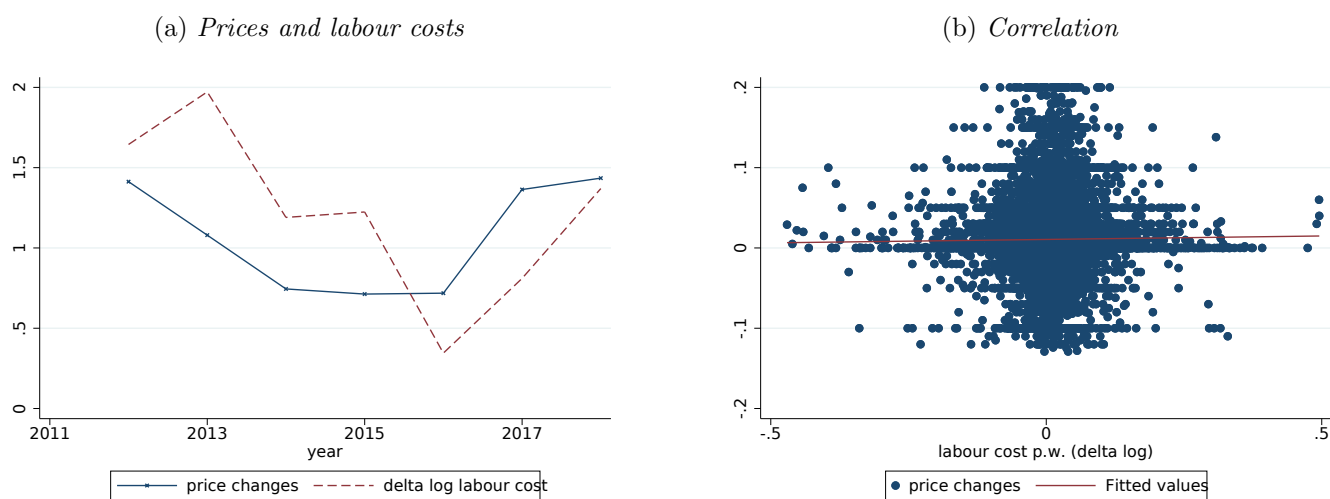 (a) Prices and labour costs
2
1.5
1
.5
0
2011 2013 2015 2017
year
price changes delta log labour cost
(b) Correlation
.2
.1
0
-.1
-.2
-.5 0 .5
labour cost p.w. (delta log)
price changes Fitted values